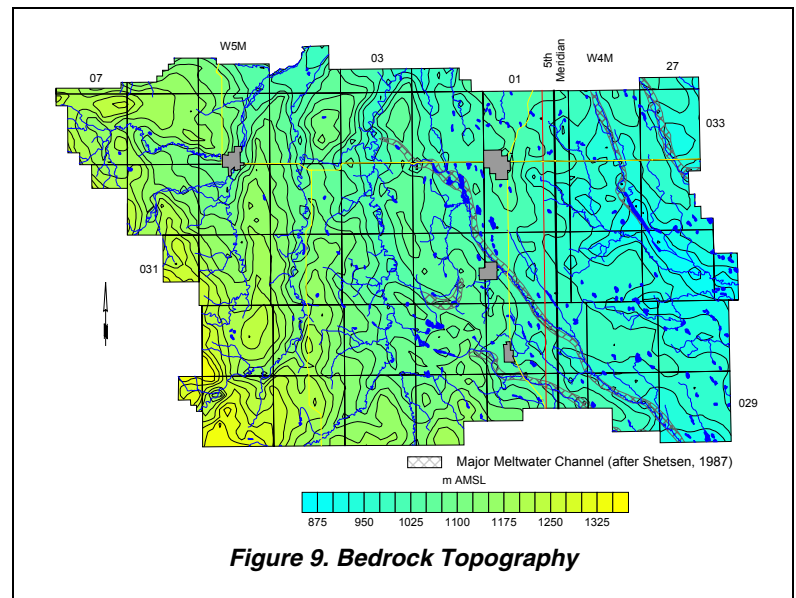 W5M
03
5th
Meridian
W4M
07
01
27
033
031
029
Major Meltwater Channel (after Shetsen, 1987)
m AMSL
875 950 1025 1100 1175 1250 1325
Figure 9. Bedrock Topography